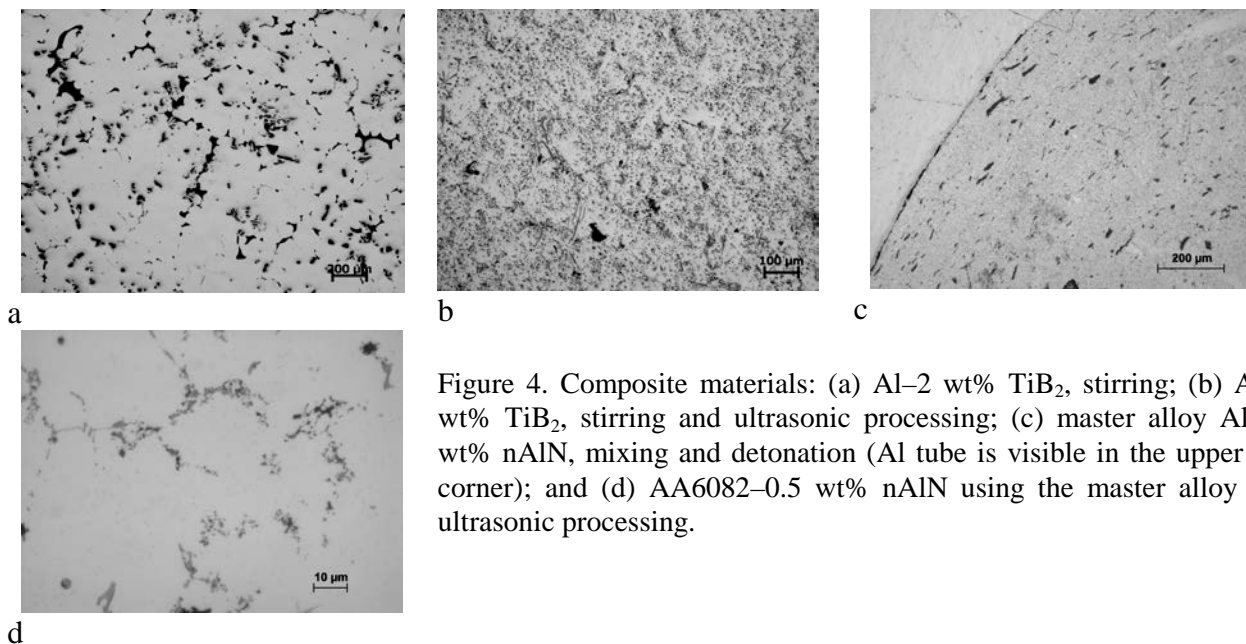 200 µm
100 µm
200 µm
a
b
c
10 µm
d
Figure 4. Composite materials: (a) Al–2 wt% TiB₂, stirring; (b) A
wt% TiB₂, stirring and ultrasonic processing; (c) master alloy Al
wt% nAlN, mixing and detonation (Al tube is visible in the upper
corner); and (d) AA6082–0.5 wt% nAlN using the master alloy
ultrasonic processing.